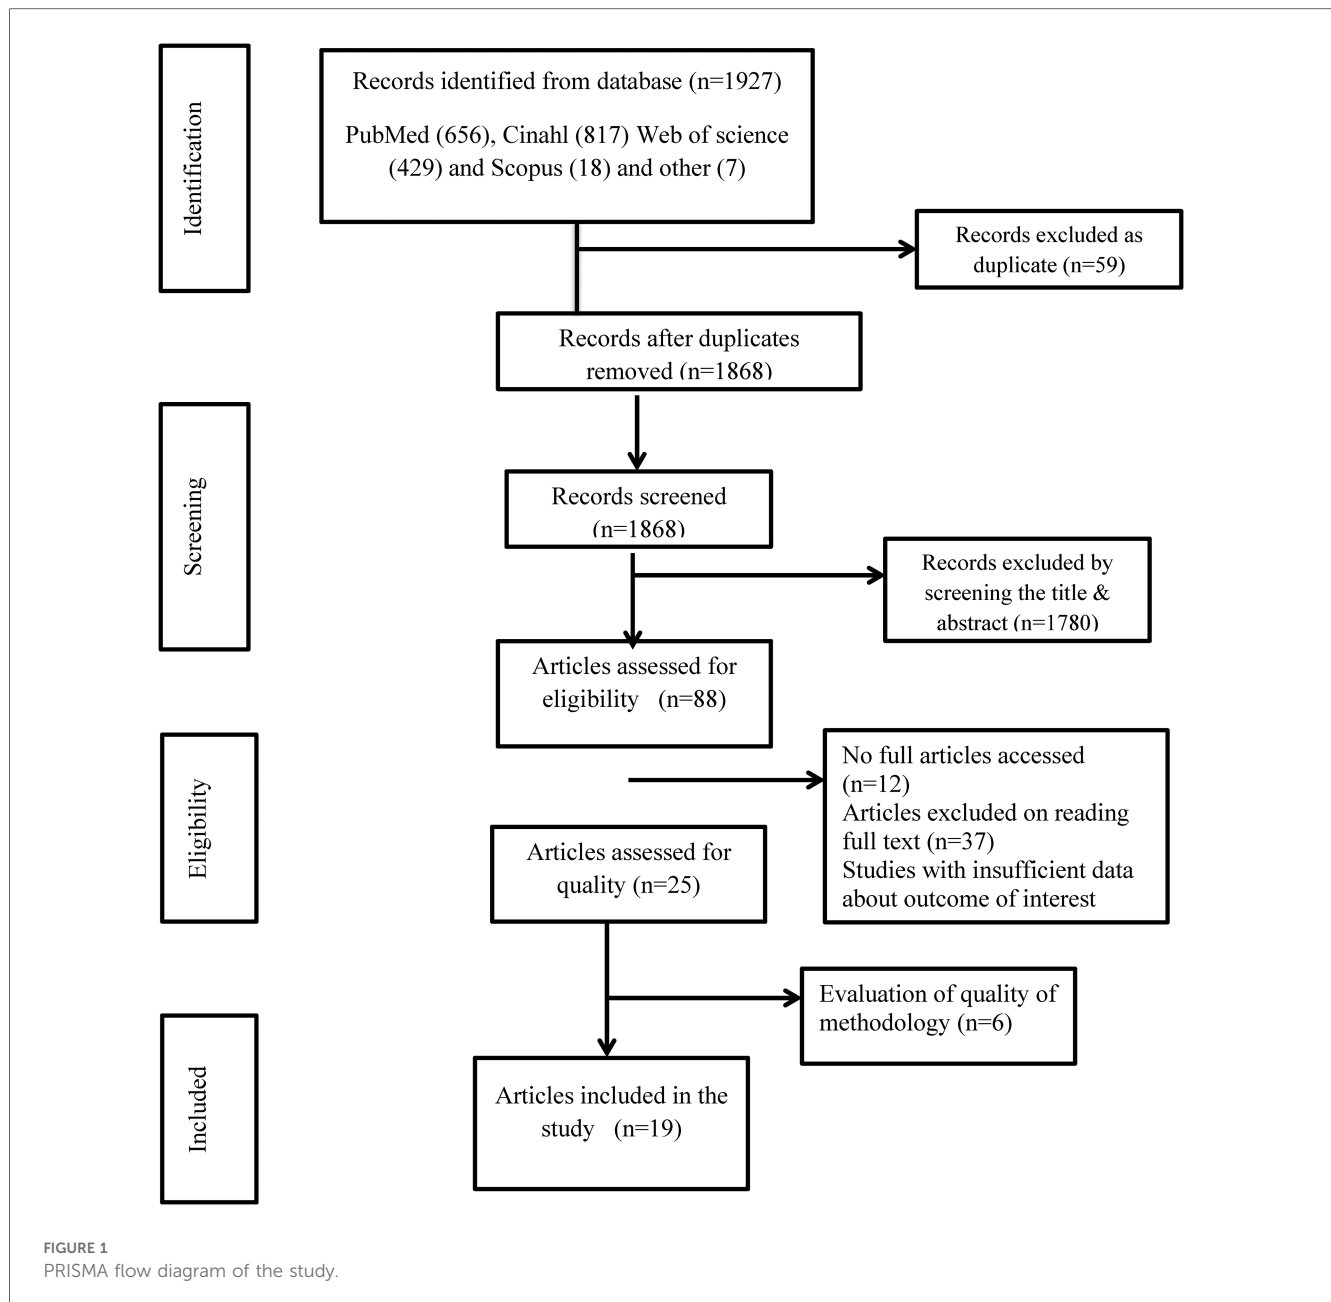 Identification
Records identified from database (n=1927)
PubMed (656), Cinahl (817) Web of science
(429) and Scopus (18) and other (7)
Records excluded as
duplicate (n=59)
Records after duplicates
removed (n=1868)
Screening
Records screened
(n=1868)
Records excluded by
screening the title &
abstract (n=1780)
Articles assessed for
eligibility (n=88)
Eligibility
No full articles accessed
(n=12)
Articles excluded on reading
full text (n=37)
Studies with insufficient data
about outcome of interest
Articles assessed for
quality (n=25)
Evaluation of quality of
methodology (n=6)
Included
Articles included in the
study (n=19)
FIGURE 1
PRISMA flow diagram of the study.